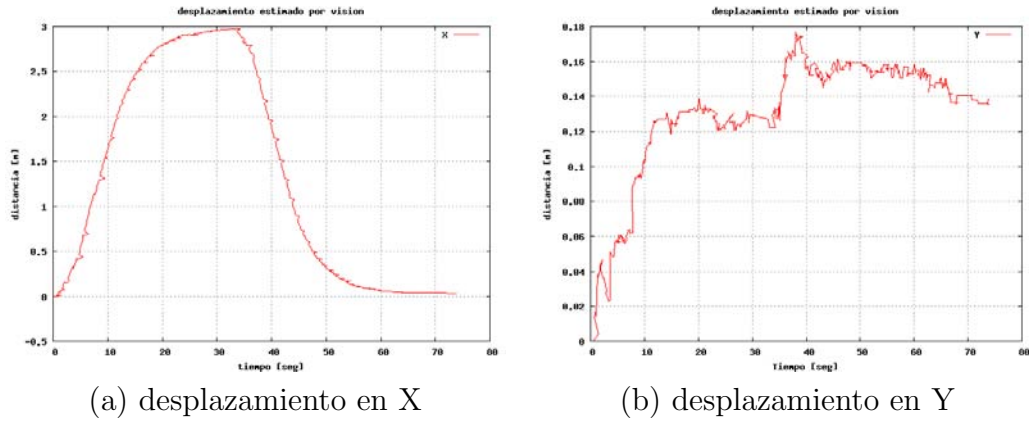 desplazamiento estimado por vision
X
3
2,5
2
1,5
1
0,5
0
-0,5
distancia [m]
0 10 20 30 40 50 60 70 80
tiempo [seg]
(a) desplazamiento en X
desplazamiento estimado por vision
Y
0,18
0,16
0,14
0,12
0,1
0,08
0,06
0,04
0,02
0
distancia [m]
0 10 20 30 40 50 60 70 80
Tiempo [seg]
(b) desplazamiento en Y